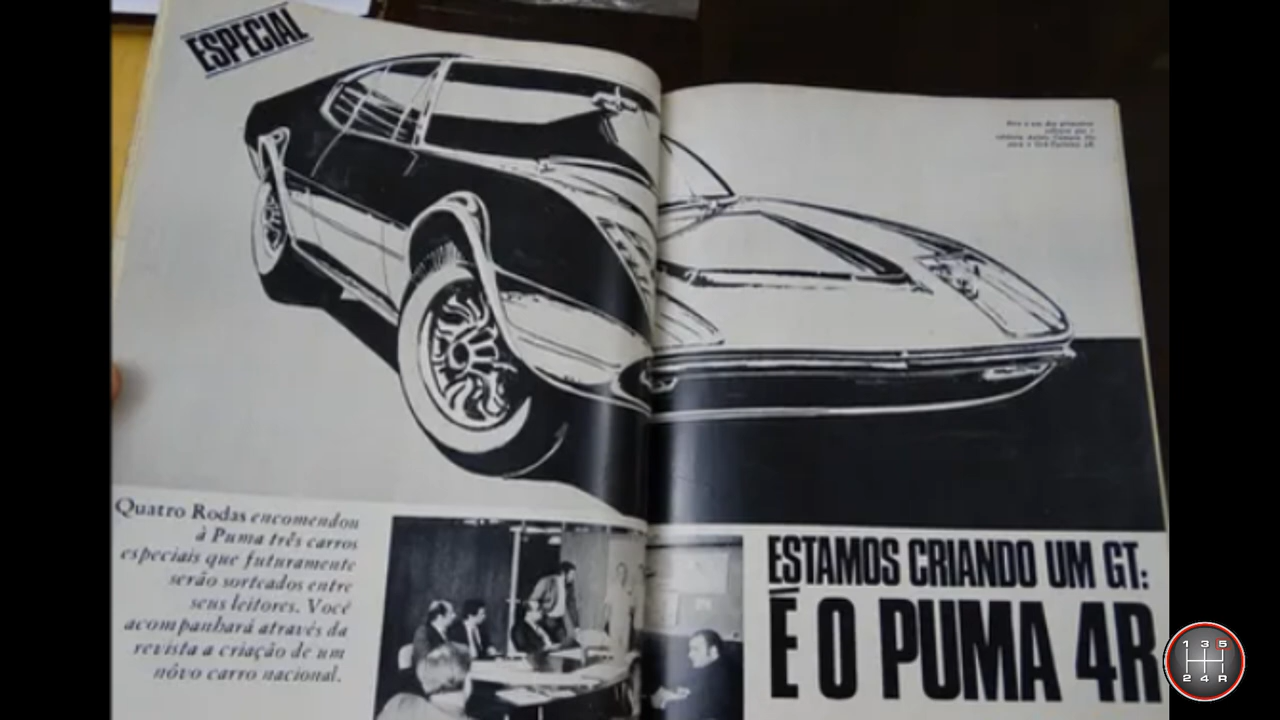 ESPECIAL
Quatro Rodas encomendou
à Puma três carros
especiais que futuramente
serão sorteados entre
seus leitores. Você
acompanhará através da
revista a criação de um
nôvo carro nacional.
ESTAMOS CRIANDO UM GT:
É O PUMA 4R
1 3 5
2 4 R